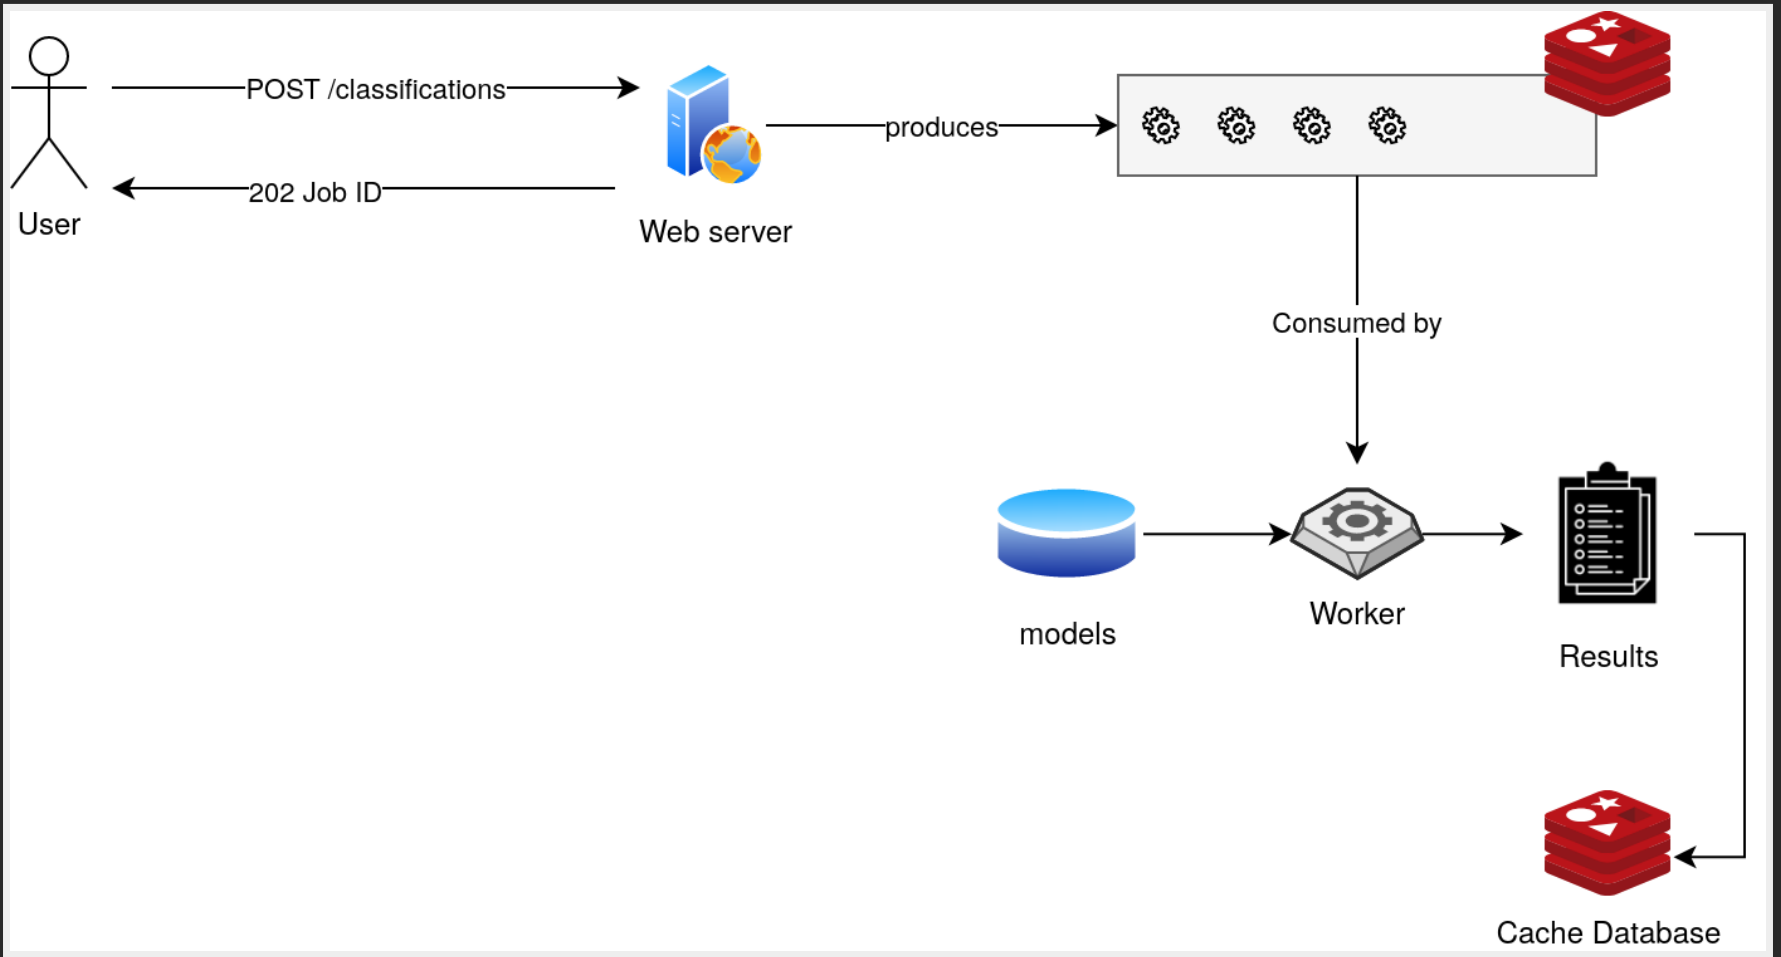 POST /classifications
produces
202 Job ID
User
Web server
Consumed by
models
Worker
Results
Cache Database